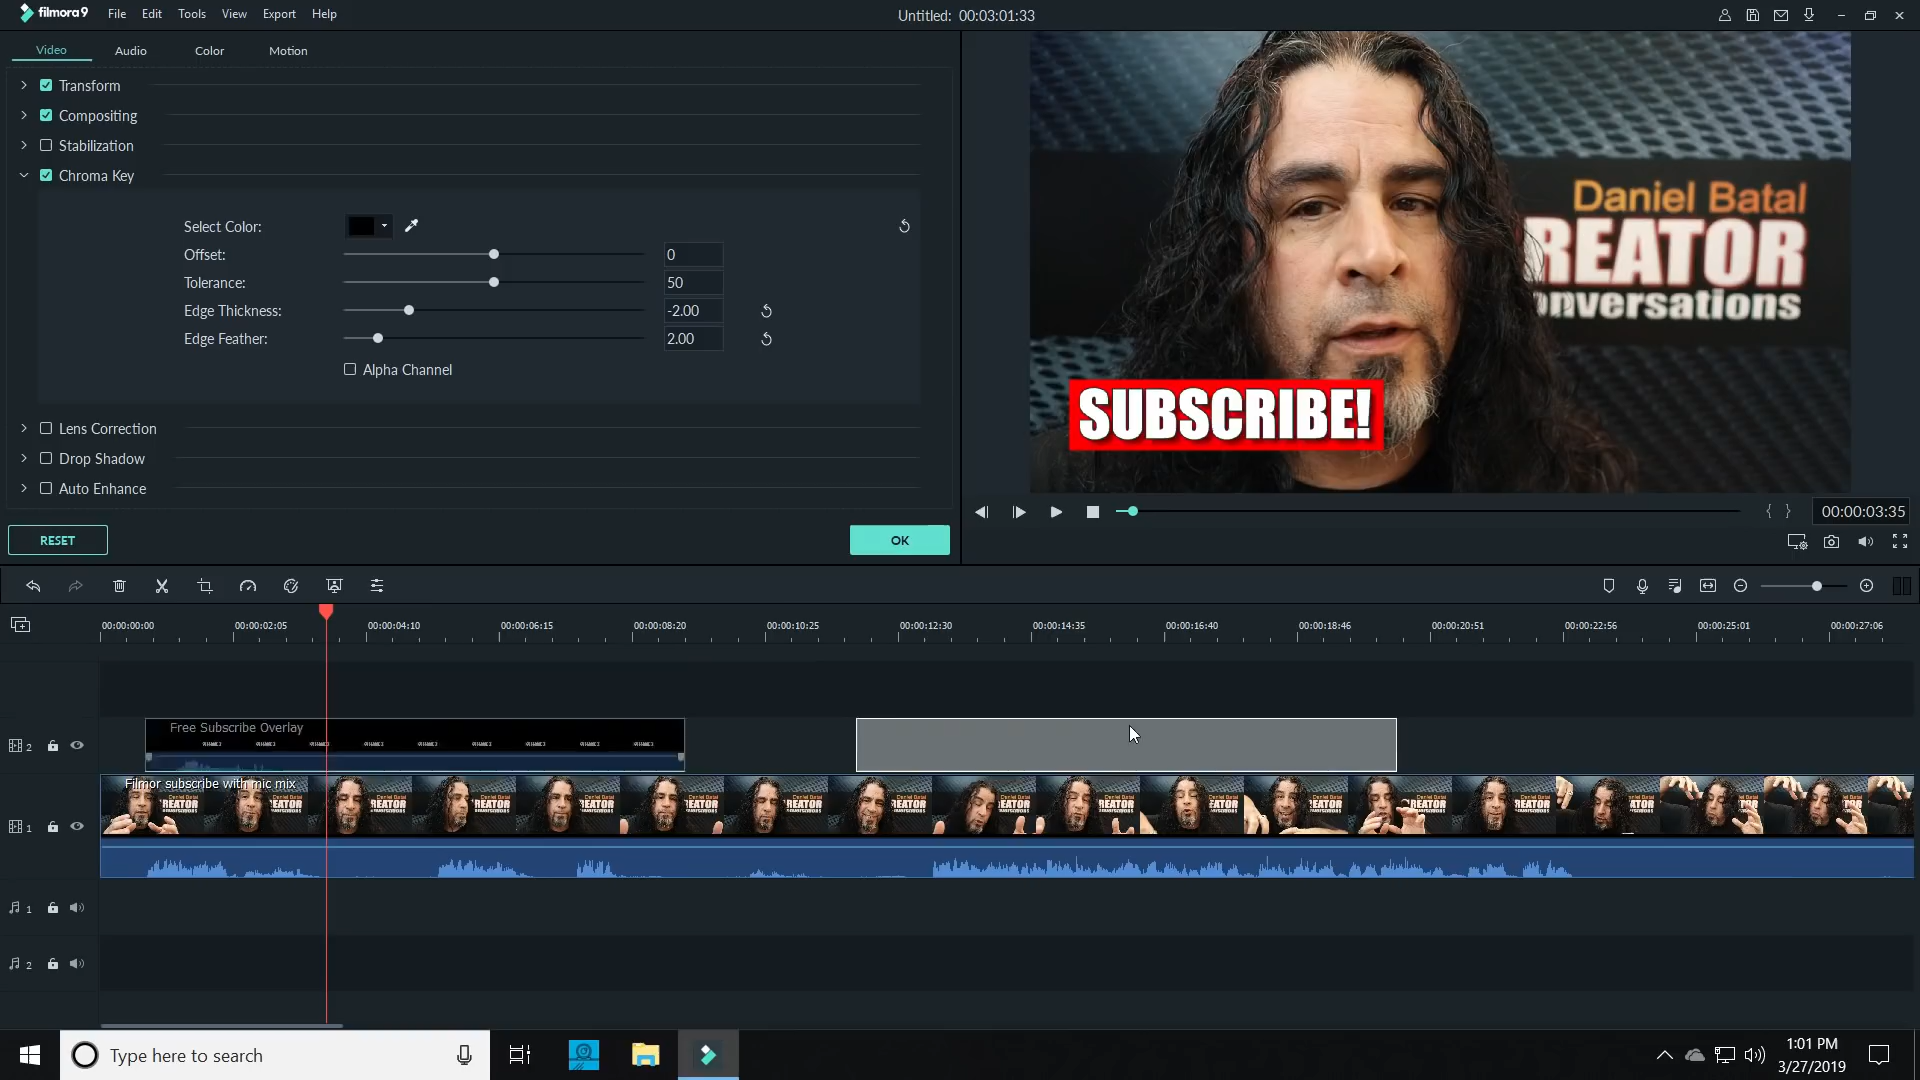 filmora9 File Edit Tools View Export Help Untitled: 00:03:01:33
Video Audio Color Motion
Transform
Compositing
Stabilization
Chroma Key
Select Color:
Offset: 0
Tolerance: 50
Edge Thickness: -2.00
Edge Feather: 2.00
Alpha Channel
Lens Correction
Drop Shadow
Auto Enhance
RESET OK
Daniel Batal
REATOR
onversations
SUBSCRIBE!
00:00:03:35
00:00:00:00 00:00:02:05 00:00:04:10 00:00:06:15 00:00:08:20 00:00:10:25 00:00:12:30 00:00:14:35 00:00:16:40 00:00:18:46 00:00:20:51 00:00:22:56 00:00:25:01 00:00:27:06
Free Subscribe Overlay
2
Filmor subscribe with mic mix
1
1
2
Type here to search
1:01 PM
3/27/2019